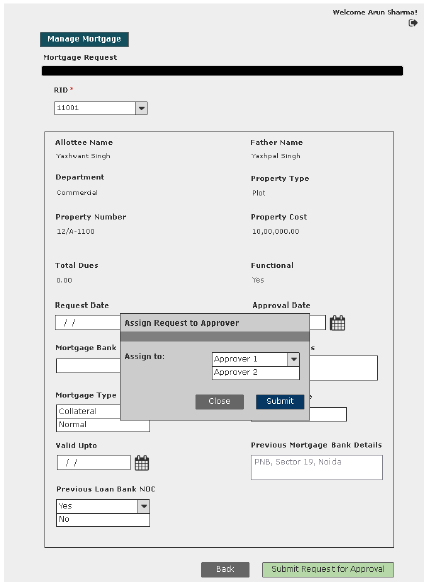 Welcome Arun Sharma!
Manage Mortgage
Mortgage Request
RID *
11001
Allottee Name Father Name
Yashwant Singh Yashpal Singh
Department Property Type
Commercial Plot
Property Number Property Cost
12/A-1100 10,00,000.00
Total Dues Functional
0.00 Yes
Request Date Approval Date
/ /
Assign Request to Approver
Mortgage Bank s
Assign to: Approver 1
Approver 2
Mortgage Type
Close Submit
Collateral
Normal
Valid Upto Previous Mortgage Bank Details
/ / PNB, Sector 19, Noida
Previous Loan Bank NOC
Yes
No
Back Submit Request for Approval